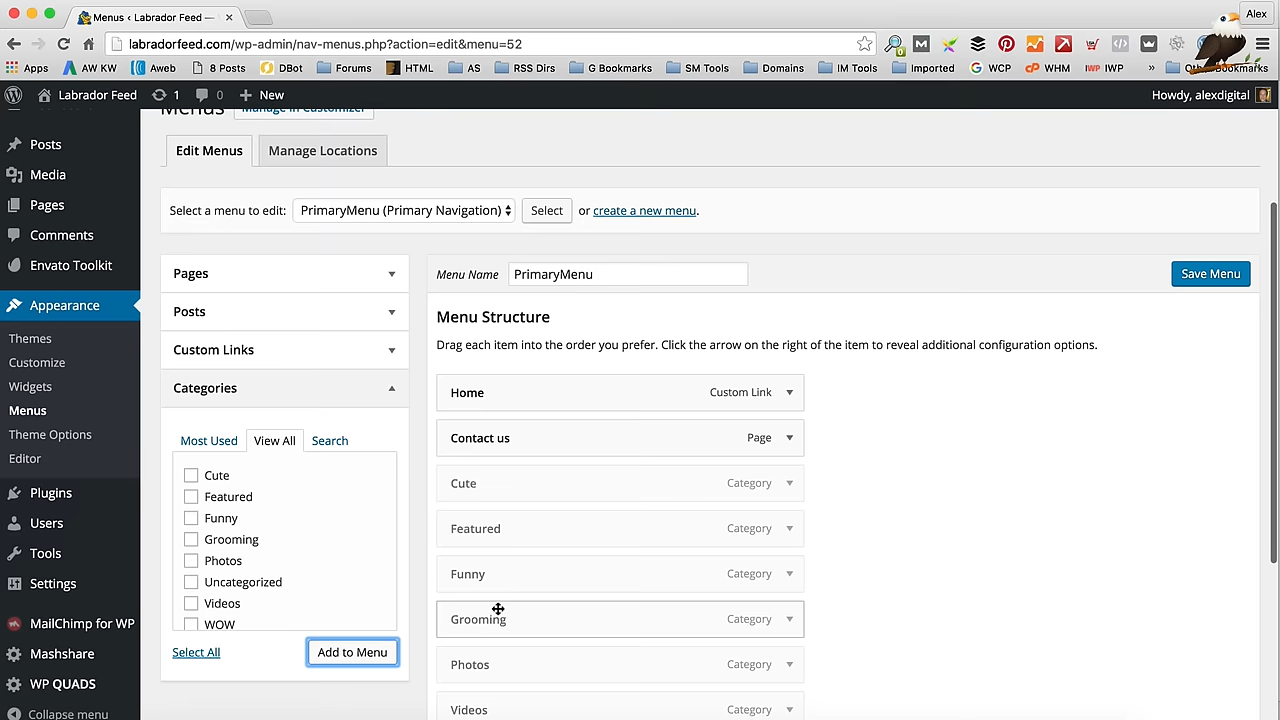 Menus ‹ Labrador Feed —
Alex
labradorfeed.com/wp-admin/nav-menus.php?action=edit&menu=52
Apps AW KW Aweb 8 Posts DBot Forums HTML AS RSS Dirs G Bookmarks SM Tools Domains IM Tools Imported WCP WHM IWP » Other Bookmarks
Labrador Feed 1 0 New
Howdy, alexdigital
Menus Manage in Customizer
Posts
Media
Pages
Comments
Envato Toolkit
Appearance
Themes
Customize
Widgets
Menus
Theme Options
Editor
Plugins
Users
Tools
Settings
MailChimp for WP
Mashshare
WP QUADS
Collapse menu
Edit Menus Manage Locations
Select a menu to edit: PrimaryMenu (Primary Navigation) Select or create a new menu.
Pages
Posts
Custom Links
Categories
Most Used View All Search
Cute
Featured
Funny
Grooming
Photos
Uncategorized
Videos
WOW
Select All Add to Menu
Menu Name PrimaryMenu Save Menu
Menu Structure
Drag each item into the order you prefer. Click the arrow on the right of the item to reveal additional configuration options.
Home Custom Link
Contact us Page
Cute Category
Featured Category
Funny Category
Grooming Category
Photos Category
Videos Category